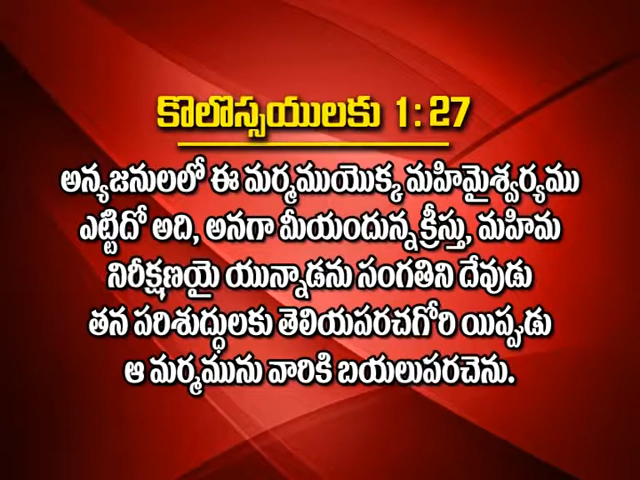 కొలొస్సయులకు 1: 27
అన్యజనులలో ఈ మర్మముయొక్క మహిమైశ్వర్యము
ఎట్టిదో అది, అనగా మీయందున్న క్రీస్తు, మహిమ
నిరీక్షణయై యున్నాడను సంగతిని దేవుడు
తన పరిశుద్ధులకు తెలియపరచగోరి యిప్పుడు
ఆ మర్మమును వారికి బయలుపరచెను.